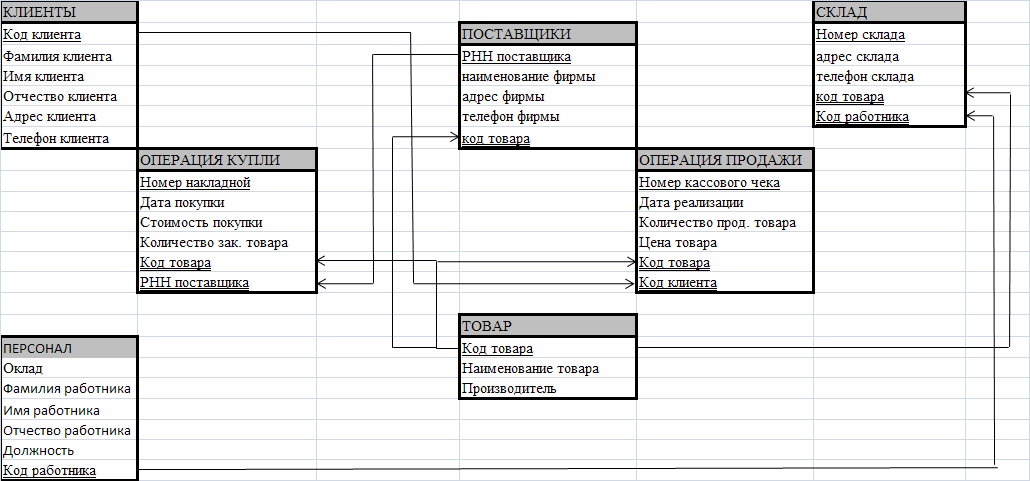 КЛИЕНТЫ
Код клиента
Фамилия клиента
Имя клиента
Отчество клиента
Адрес клиента
Телефон клиента
ПОСТАВЩИКИ
РНН поставщика
наименование фирмы
адрес фирмы
телефон фирмы
код товара
СКЛАД
Номер склада
адрес склада
телефон склада
код товара
Код работника
ОПЕРАЦИЯ КУПЛИ
Номер накладной
Дата покупки
Стоимость покупки
Количество зак. товара
Код товара
РНН поставщика
ОПЕРАЦИЯ ПРОДАЖИ
Номер кассового чека
Дата реализации
Количество прод. товара
Цена товара
Код товара
Код клиента
ТОВАР
Код товара
Наименование товара
Производитель
ПЕРСОНАЛ
Оклад
Фамилия работника
Имя работника
Отчество работника
Должность
Код работника